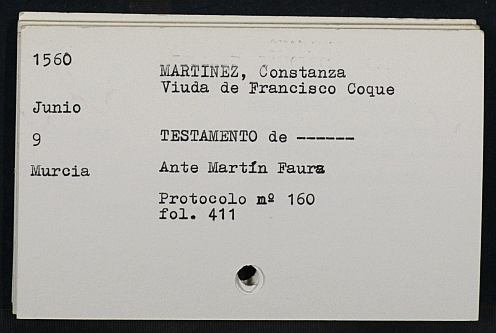 1560
MARTINEZ, Constanza
Viuda de Francisco Coque
Junio
9
TESTAMENTO de ------
Murcia
Ante Martín Faura
Protocolo nº 160
fol. 411